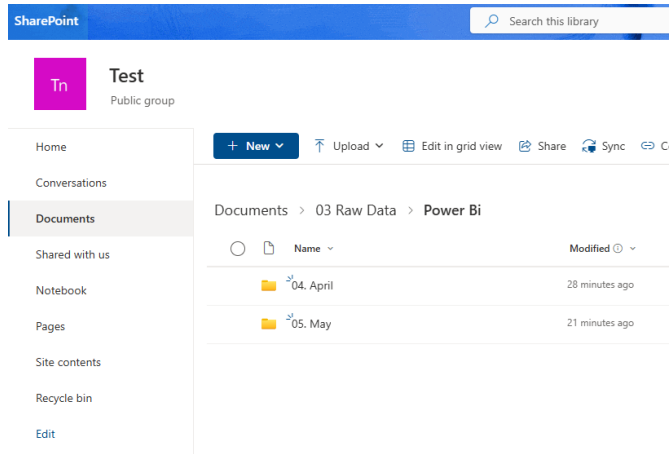 SharePoint
Search this library
Tn
Test
Public group
Home
Conversations
Documents
Shared with us
Notebook
Pages
Site contents
Recycle bin
Edit
+ New Upload Edit in grid view Share Sync
Documents > 03 Raw Data > Power Bi
Name Modified
04. April 28 minutes ago
05. May 21 minutes ago